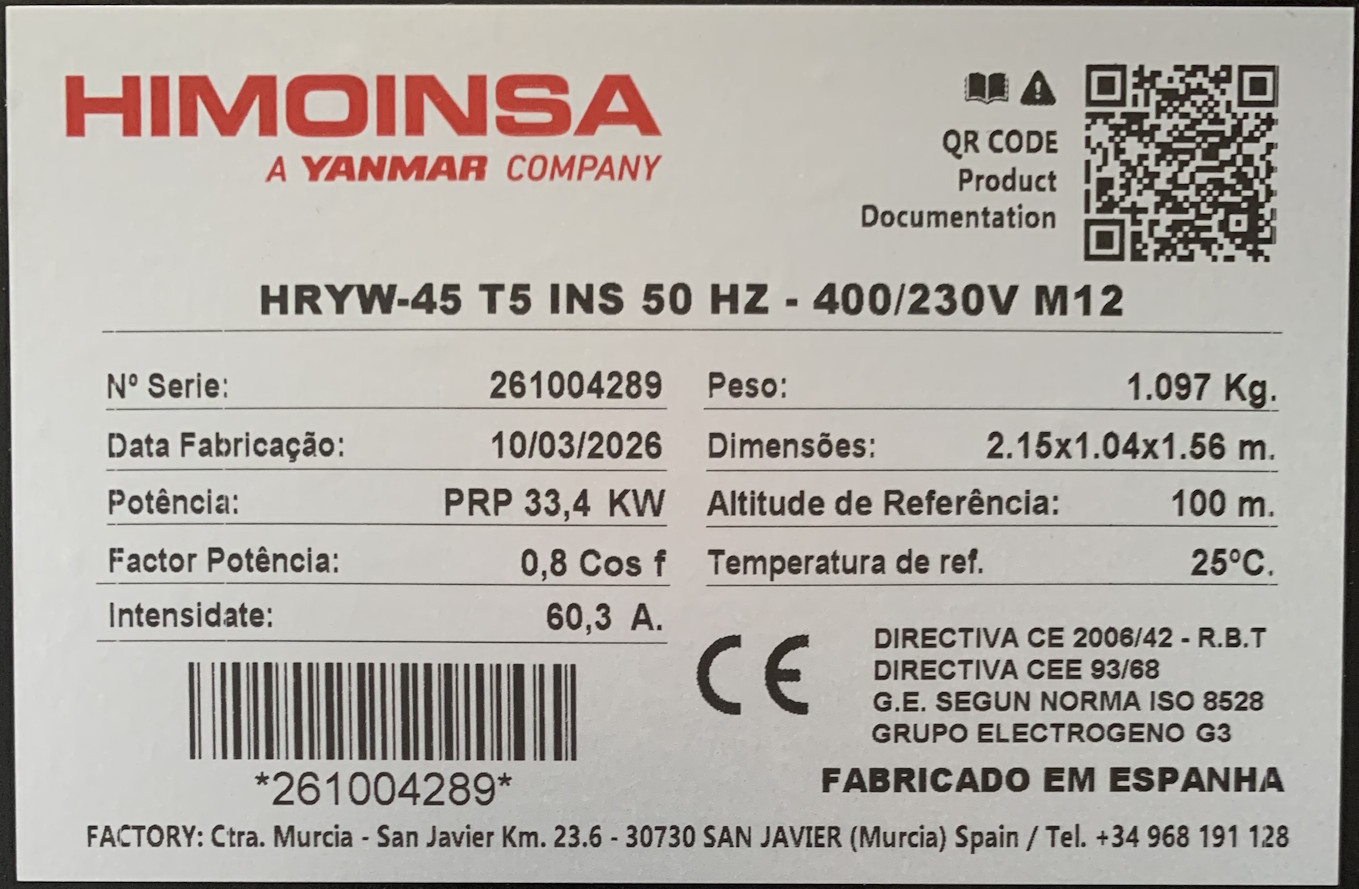 HIMOINSA
A YANMAR COMPANY
QR CODE
Product
Documentation
HRYW-45 T5 INS 50 HZ - 400/230V M12
Nº Serie: 261004289
Peso: 1.097 Kg.
Data Fabricação: 10/03/2026
Dimensões: 2.15x1.04x1.56 m.
Potência: PRP 33,4 KW
Altitude de Referência: 100 m.
Factor Potência: 0,8 Cos f
Temperatura de ref. 25ºC.
Intensidate: 60,3 A.
CE
DIRECTIVA CE 2006/42 - R.B.T
DIRECTIVA CEE 93/68
G.E. SEGUN NORMA ISO 8528
GRUPO ELECTROGENO G3
*261004289*
FABRICADO EM ESPANHA
FACTORY: Ctra. Murcia - San Javier Km. 23.6 - 30730 SAN JAVIER (Murcia) Spain / Tel. +34 968 191 128